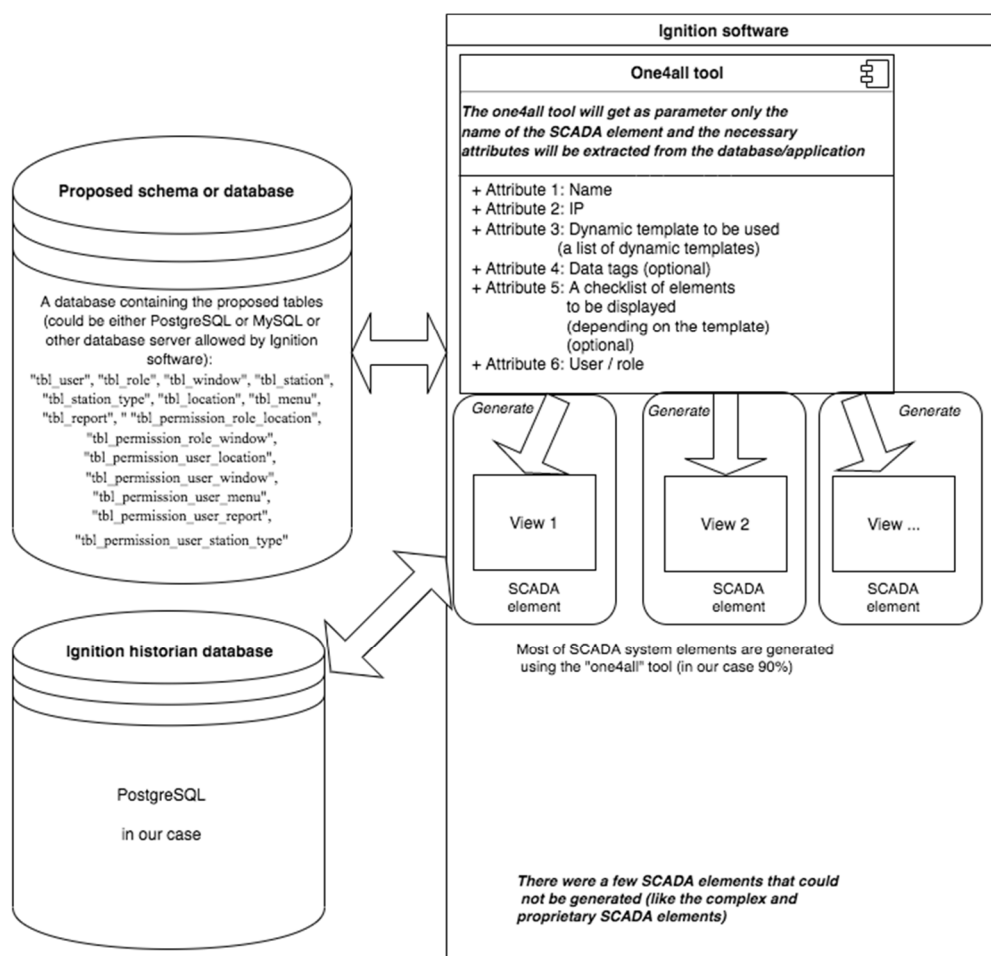 Ignition software
One4all tool
The one4all tool will get as parameter only the
name of the SCADA element and the necessary
attributes will be extracted from the database/application
+ Attribute 1: Name
+ Attribute 2: IP
+ Attribute 3: Dynamic template to be used
(a list of dynamic templates)
+ Attribute 4: Data tags (optional)
+ Attribute 5: A checklist of elements
to be displayed
(depending on the template)
(optional)
+ Attribute 6: User / role
Proposed schema or database
A database containing the proposed tables
(could be either PostgreSQL or MySQL or
other database server allowed by Ignition
software):
"tbl_user", "tbl_role", "tbl_window", "tbl_station",
"tbl_station_type", "tbl_location", "tbl_menu",
"tbl_report", " "tbl_permission_role_location",
"tbl_permission_role_window",
"tbl_permission_user_location",
"tbl_permission_user_window",
"tbl_permission_user_menu",
"tbl_permission_user_report",
"tbl_permission_user_station_type"
Generate
Generate
Generate
View 1
View 2
View ...
SCADA
element
SCADA
element
SCADA
element
Most of SCADA system elements are generated
using the "one4all" tool (in our case 90%)
Ignition historian database
PostgreSQL
in our case
There were a few SCADA elements that could
not be generated (like the complex and
proprietary SCADA elements)